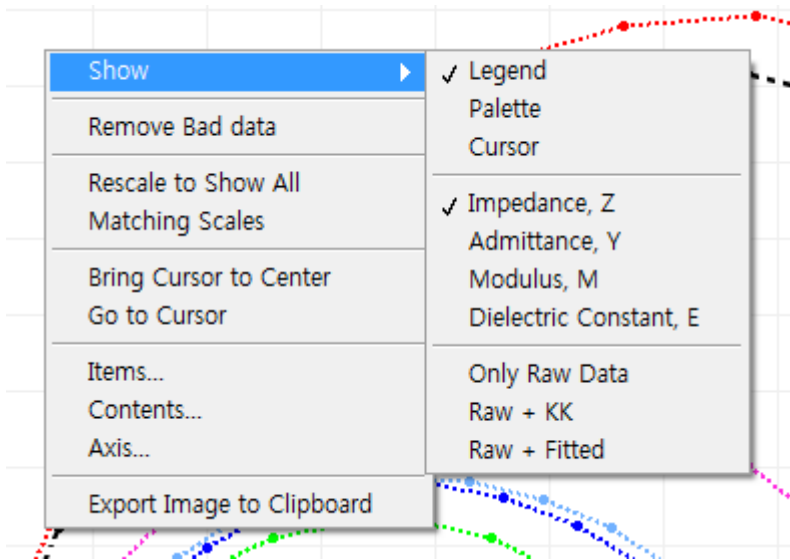 Show
Remove Bad data
Rescale to Show All
Matching Scales
Bring Cursor to Center
Go to Cursor
Items...
Contents...
Axis...
Export Image to Clipboard
Legend
Palette
Cursor
Impedance, Z
Admittance, Y
Modulus, M
Dielectric Constant, E
Only Raw Data
Raw + KK
Raw + Fitted